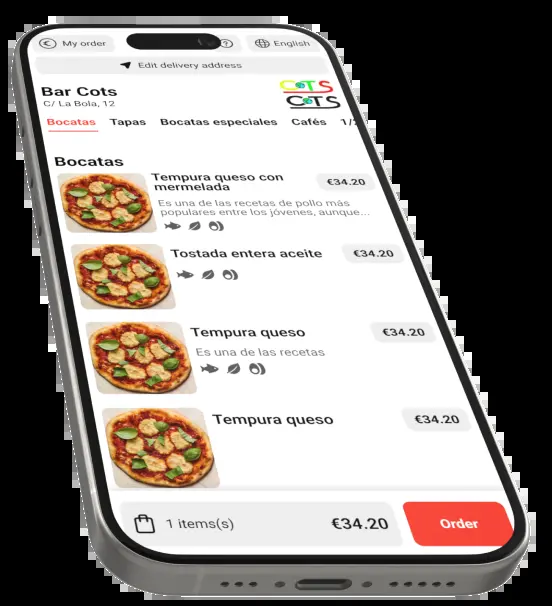 € My order
?
English
Edit delivery address
Bar Cots
C/ La Bola, 12
COTS
COTS
Bocatas Tapas Bocatas especiales Cafés 1/2
Bocatas
Tempura queso con
mermelada
€34.20
Es una de las recetas de pollo más
populares entre los jóvenes, aunque...
Tostada entera aceite
€34.20
Tempura queso
€34.20
Es una de las recetas
Tempura queso
€34.20
1 items(s)
€34.20
Order